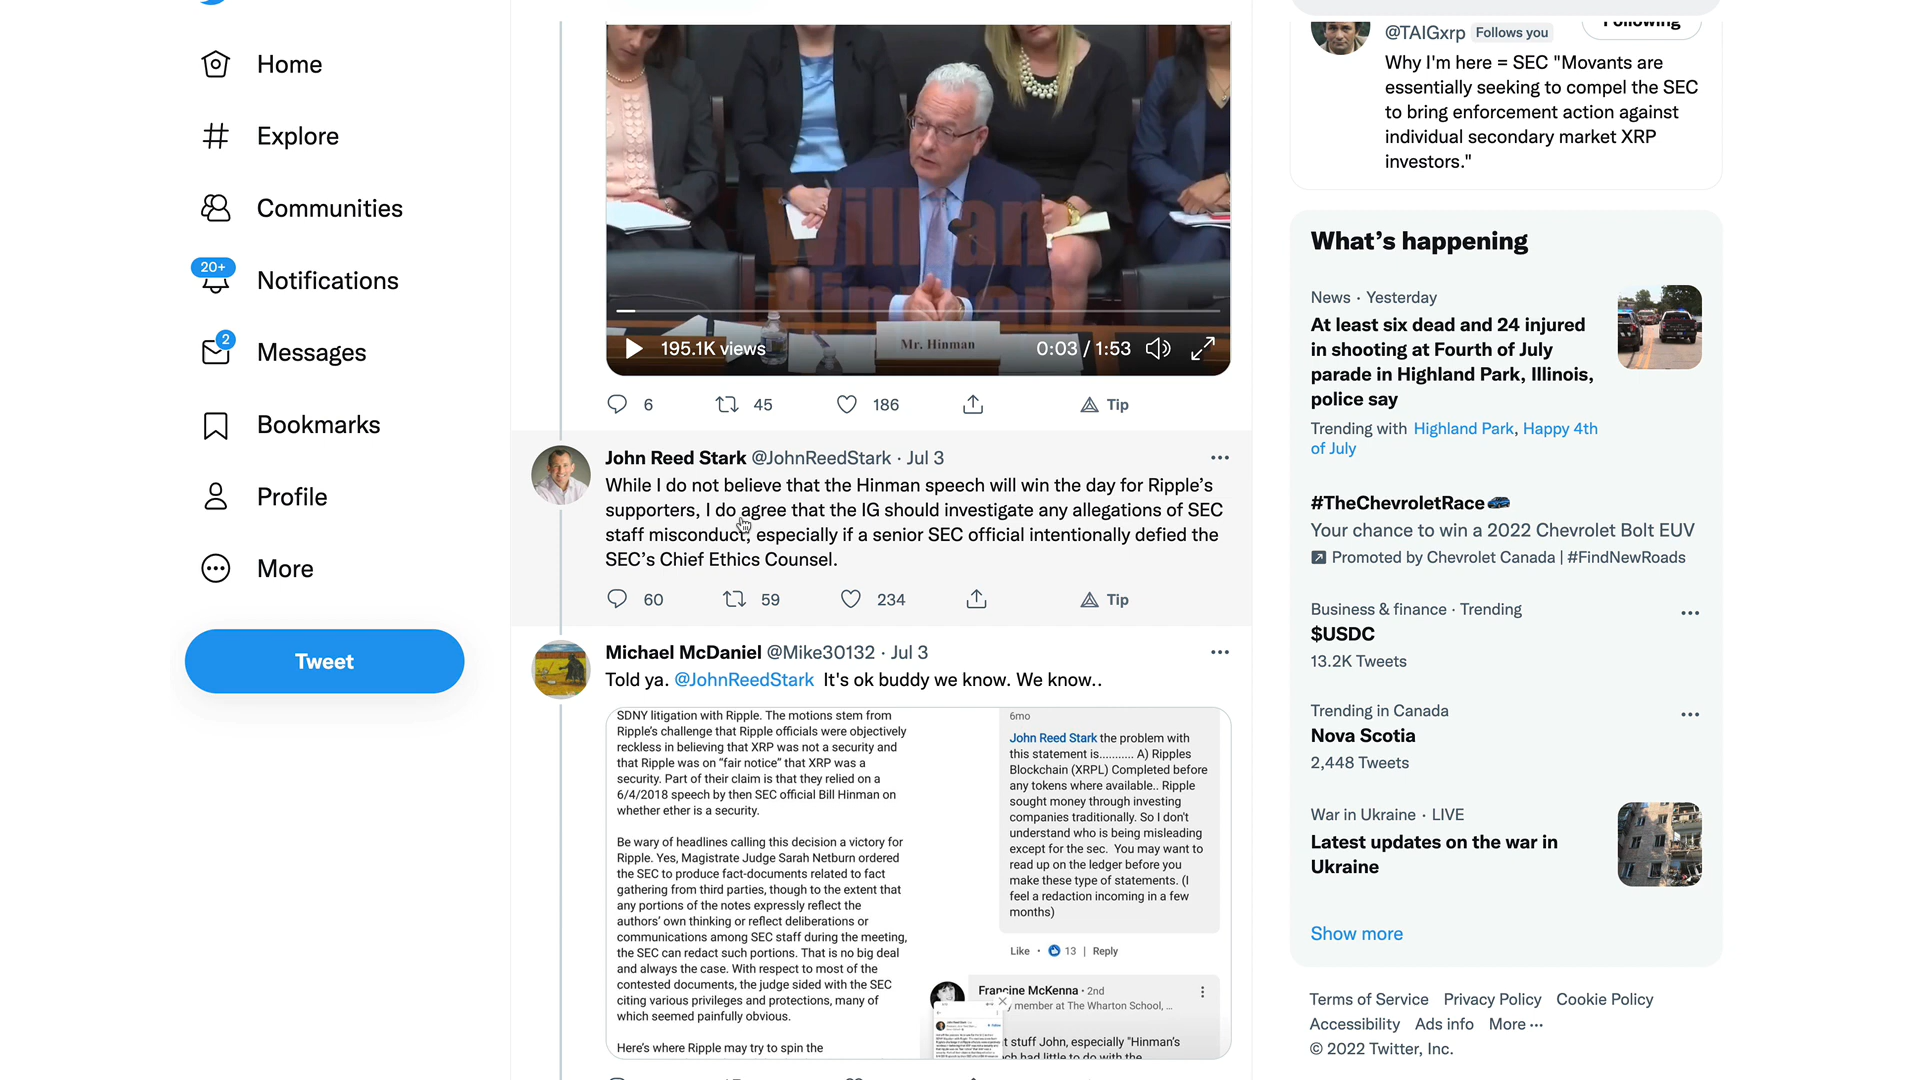 Home
Explore
Communities
20+
Notifications
2
Messages
Bookmarks
Profile
More
Tweet
William
Hinman
Mr. Hinman
195.1K views
0:03 / 1:53
6
45
186
Tip
John Reed Stark @JohnReedStark · Jul 3
While I do not believe that the Hinman speech will win the day for Ripple’s
supporters, I do agree that the IG should investigate any allegations of SEC
staff misconduct, especially if a senior SEC official intentionally defied the
SEC’s Chief Ethics Counsel.
60
59
234
Tip
Michael McDaniel @Mike30132 · Jul 3
Told ya. @JohnReedStark It's ok buddy we know. We know..
SDNY litigation with Ripple. The motions stem from
Ripple’s challenge that Ripple officials were objectively
reckless in believing that XRP was not a security and
that Ripple was on “fair notice” that XRP was a
security. Part of their claim is that they relied on a
6/4/2018 speech by then SEC official Bill Hinman on
whether ether is a security.
Be wary of headlines calling this decision a victory for
Ripple. Yes, Magistrate Judge Sarah Netburn ordered
the SEC to produce fact-documents related to fact
gathering from third parties, though to the extent that
any portions of the notes expressly reflect the
authors’ own thinking or reflect deliberations or
communications among SEC staff during the meeting,
the SEC can redact such portions. That is no big deal
and always the case. With respect to most of the
contested documents, the judge sided with the SEC
citing various privileges and protections, many of
which seemed painfully obvious.
Here’s where Ripple may try to spin the
6mo
John Reed Stark the problem with
this statement is........... A) Ripples
Blockchain (XRPL) Completed before
any tokens where available.. Ripple
sought money through investing
companies traditionally. So I don't
understand who is being misleading
except for the sec. You may want to
read up on the ledger before you
make these type of statements. (I
feel a redaction incoming in a few
months)
Like · 13 | Reply
Francine McKenna · 2nd
member at The Wharton School, ...
t stuff John, especially "Hinman’s
ch had little to do with the
@TAIGxrp Follows you
Following
Why I'm here = SEC "Movants are
essentially seeking to compel the SEC
to bring enforcement action against
individual secondary market XRP
investors."
What’s happening
News · Yesterday
At least six dead and 24 injured
in shooting at Fourth of July
parade in Highland Park, Illinois,
police say
Trending with Highland Park, Happy 4th
of July
#TheChevroletRace
Your chance to win a 2022 Chevrolet Bolt EUV
Promoted by Chevrolet Canada | #FindNewRoads
Business & finance · Trending
$USDC
13.2K Tweets
Trending in Canada
Nova Scotia
2,448 Tweets
War in Ukraine · LIVE
Latest updates on the war in
Ukraine
Show more
Terms of Service Privacy Policy Cookie Policy
Accessibility Ads info More ···
© 2022 Twitter, Inc.